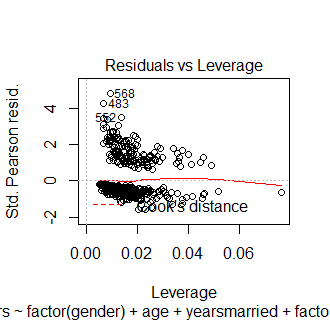 Residuals vs Leverage
Std. Pearson resid.
4
2
0
-2
568
483
552
ook's distance
0.00 0.02 0.04 0.06
Leverage
rs ~ factor(gender) + age + yearsmarried + facto.